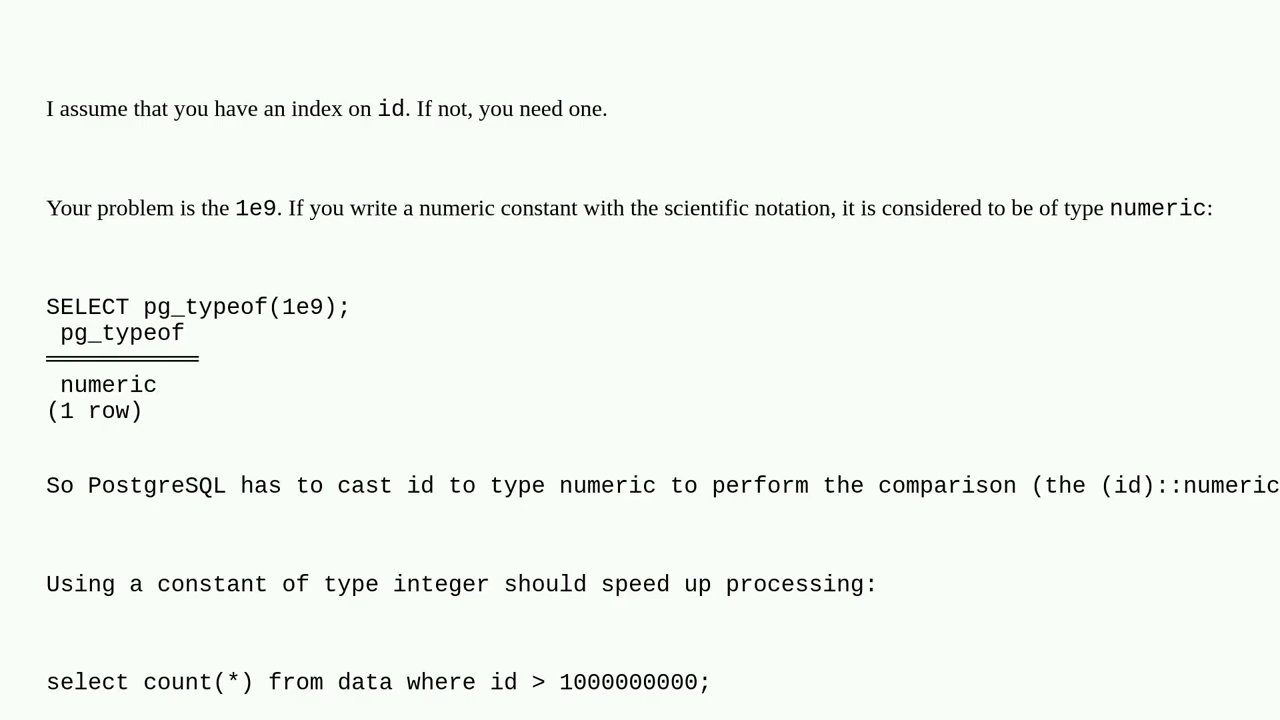 I assume that you have an index on id. If not, you need one.
Your problem is the 1e9. If you write a numeric constant with the scientific notation, it is considered to be of type numeric:
SELECT pg_typeof(1e9);
 pg_typeof
═══════════
 numeric
(1 row)
So PostgreSQL has to cast id to type numeric to perform the comparison (the (id)::numeric
Using a constant of type integer should speed up processing:
select count(*) from data where id > 1000000000;